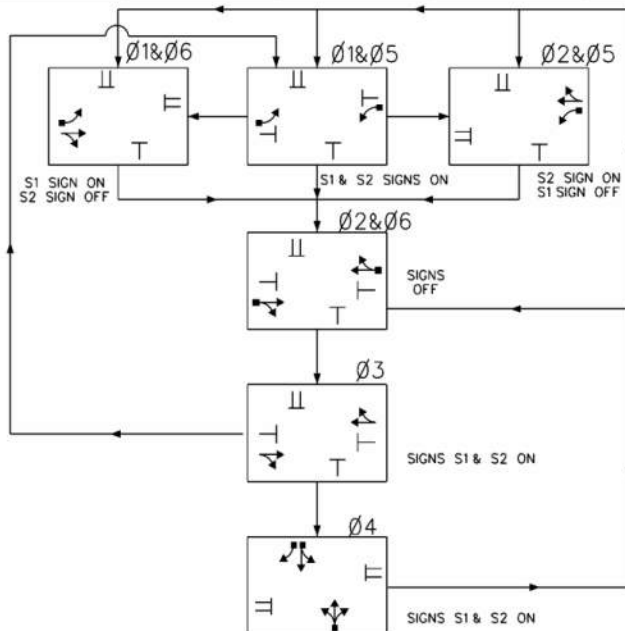 Ø1&Ø6
Ø1&Ø5
Ø2&Ø5
S1 SIGN ON
S2 SIGN OFF
S1 & S2 SIGNS ON
S2 SIGN ON
S1 SIGN OFF
Ø2&Ø6
SIGNS
OFF
Ø3
SIGNS S1 & S2 ON
Ø4
SIGNS S1 & S2 ON